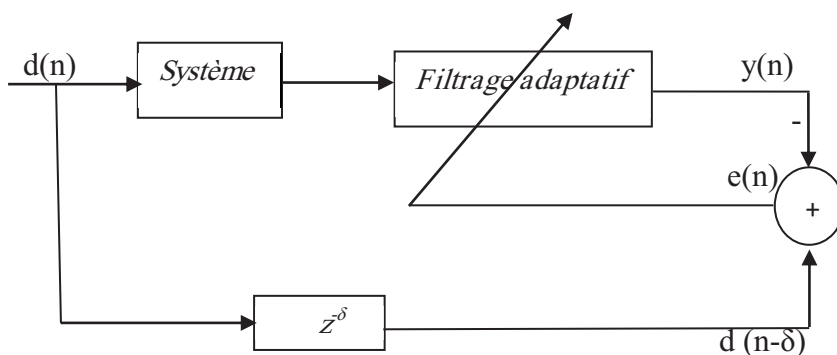 d(n)
Système
Filtrage adaptatif
y(n)
-
e(n)
+
z^-δ
d (n-δ)